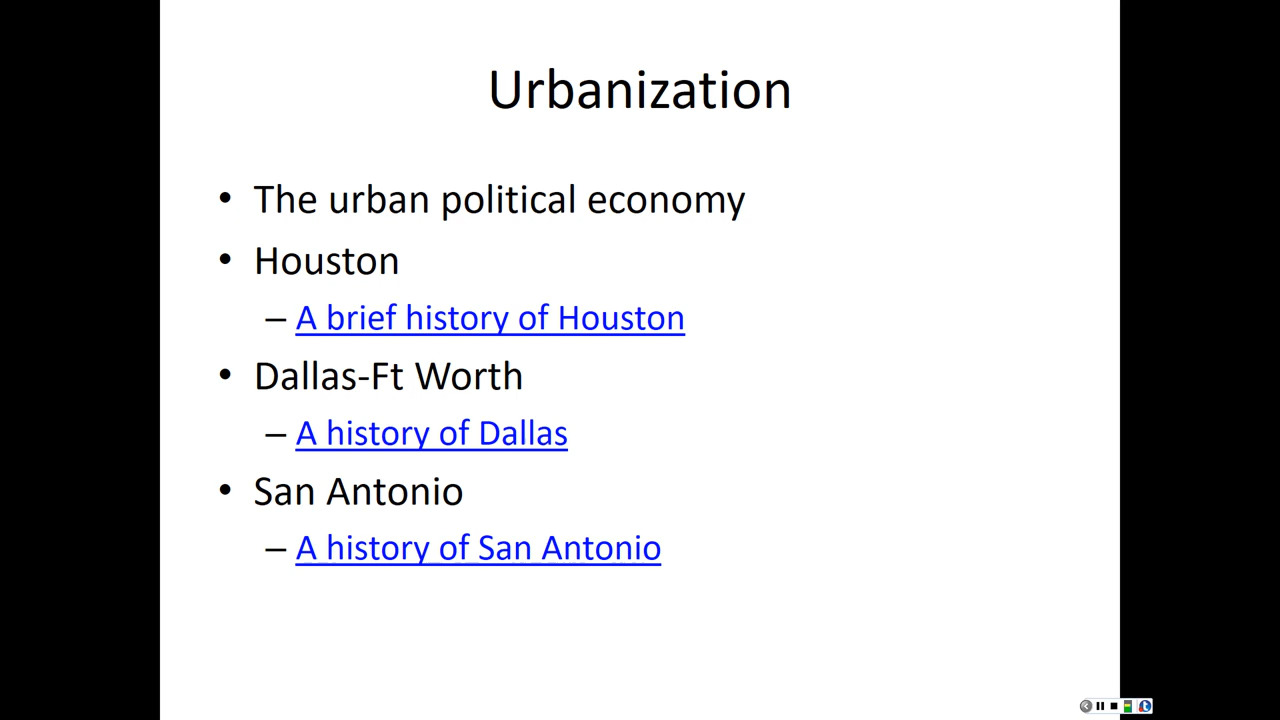 Urbanization
• The urban political economy
• Houston
– A brief history of Houston
• Dallas-Ft Worth
– A history of Dallas
• San Antonio
– A history of San Antonio